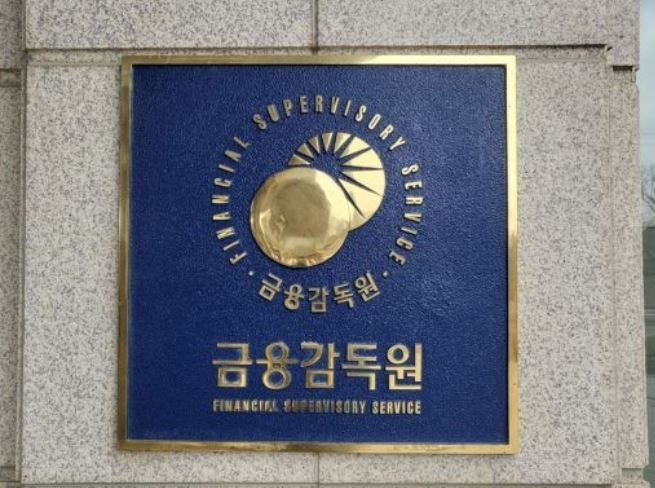 FINANCIAL SUPERVISORY SERVICE
금융감독원
금융감독원
FINANCIAL SUPERVISORY SERVICE